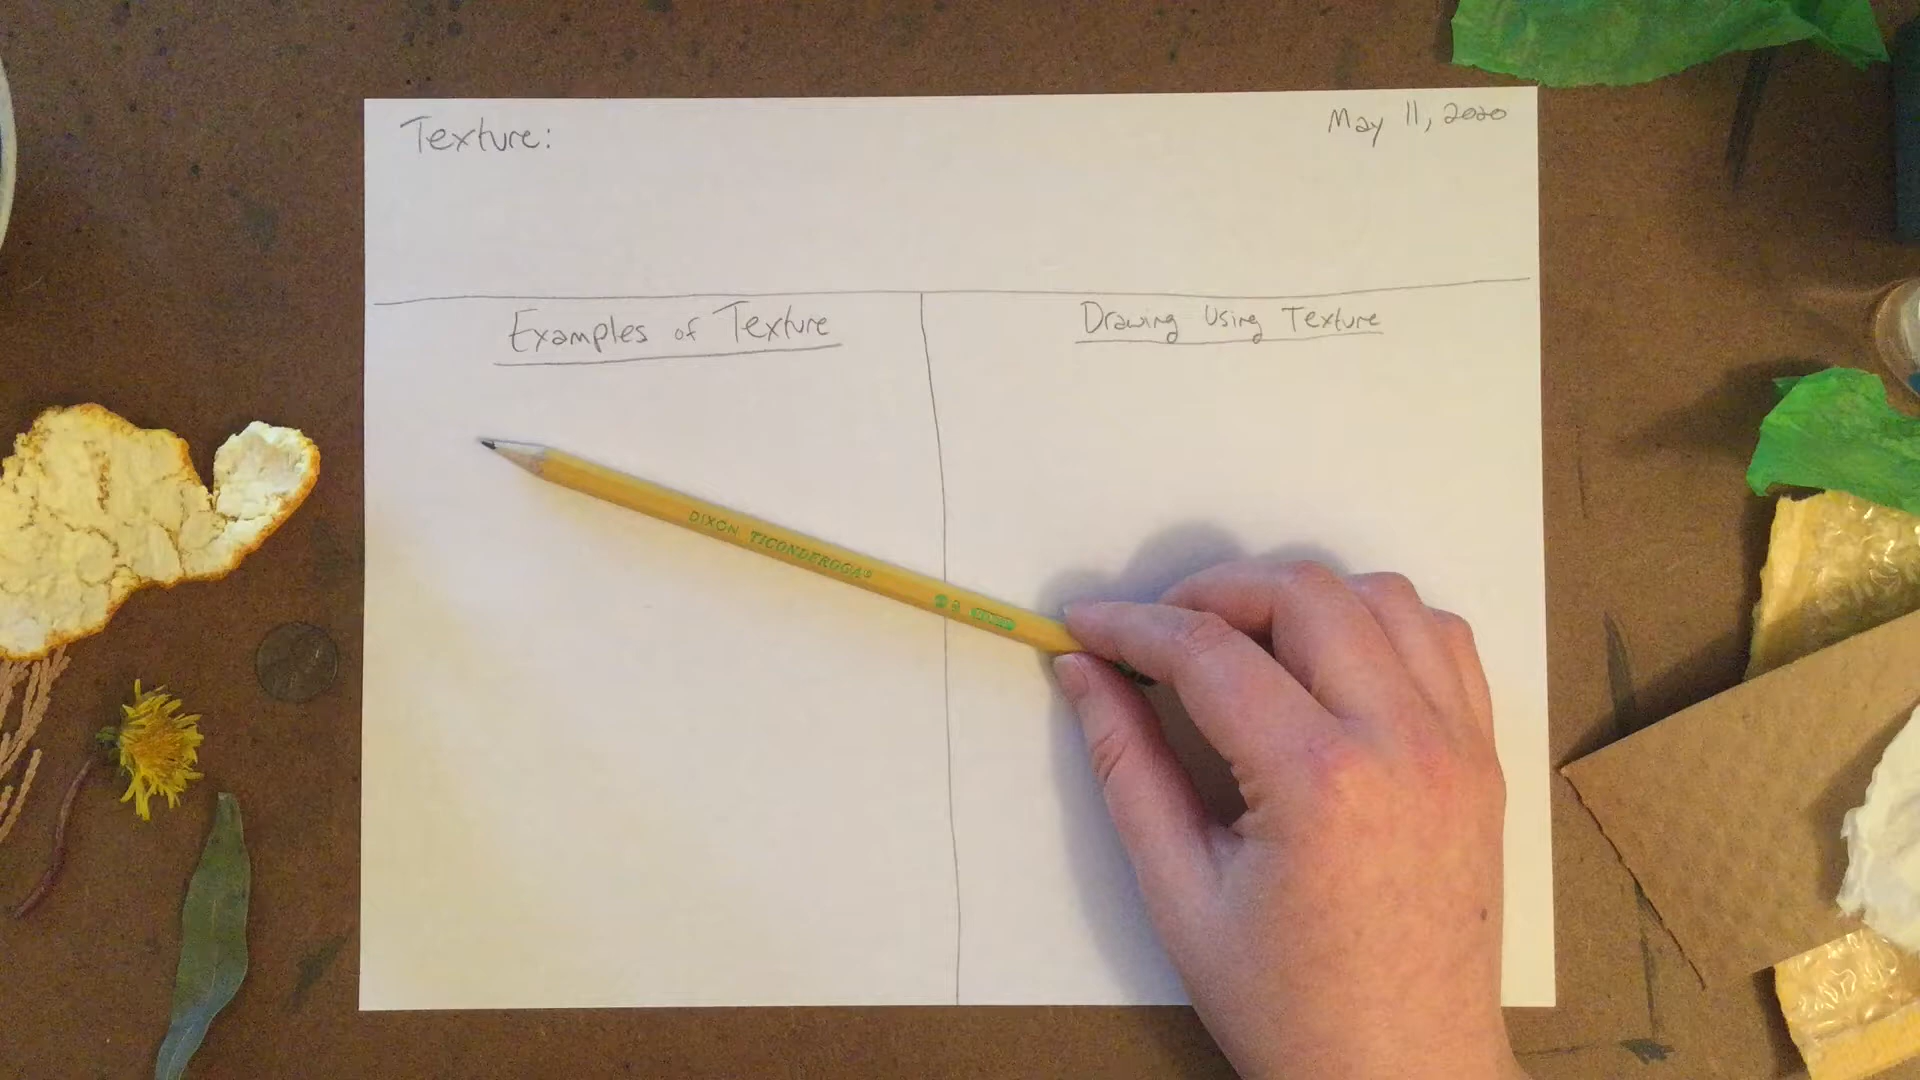 Texture:
May 11, 2020
Examples of Texture
Drawing Using Texture
DIXON TICONDEROGA®